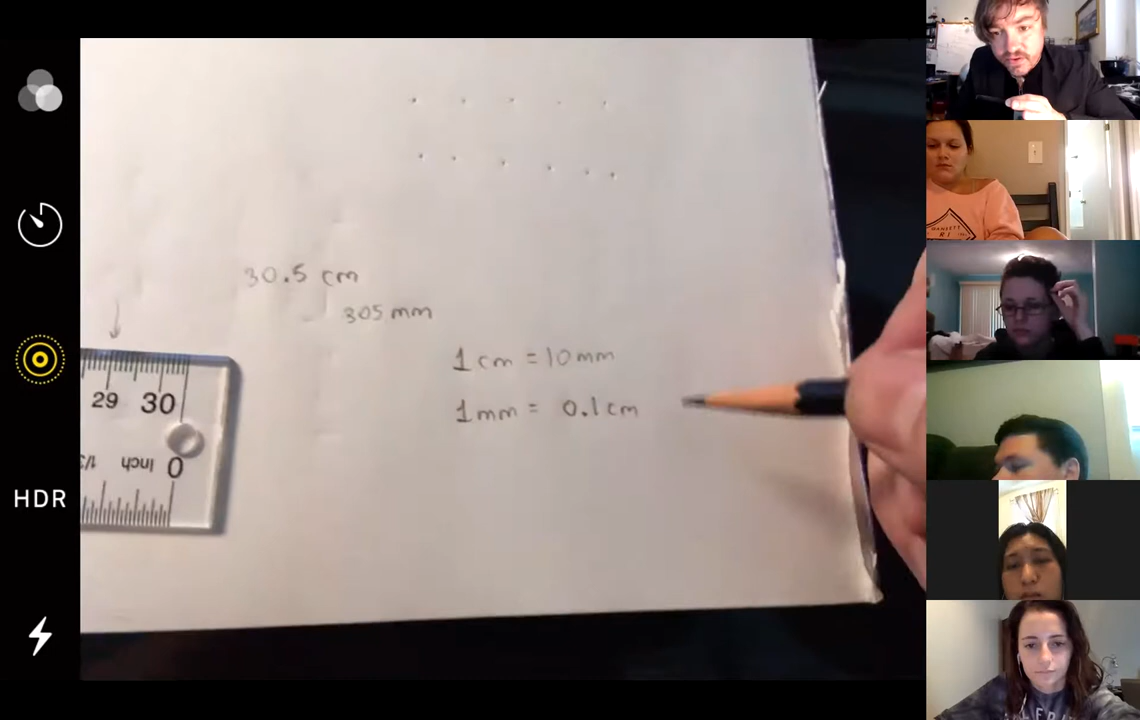 30.5 cm
305 mm
1 cm = 10 mm
1 mm = 0.1 cm
29 30
Inch 0
HDR
R I